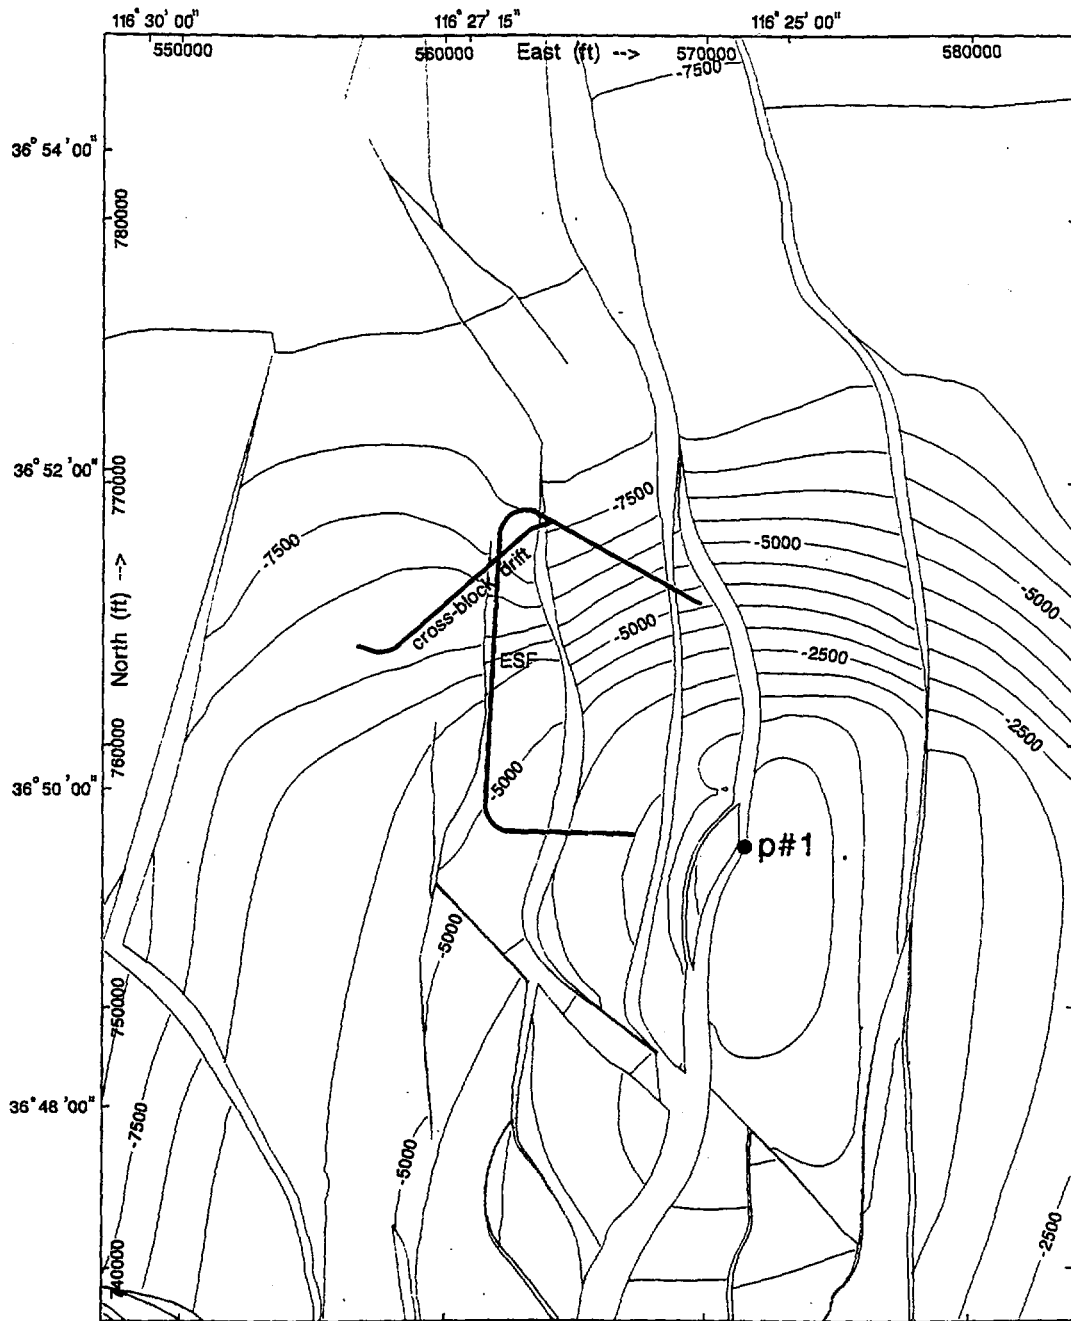 116° 30' 00" 116° 27' 15" 116° 25' 00"
550000 560000 East (ft) --> 570000 580000
-7500
36° 54' 00"
780000
36° 52' 00"
770000
-7500
-7500
-5000
-5000
cross-block drift
North (ft) -->
-5000
ESF
-2500
-2500
760000
36° 50' 00"
-5000
p#1
-5000
750000
36° 48' 00"
-7500
-5000
-2500
740000